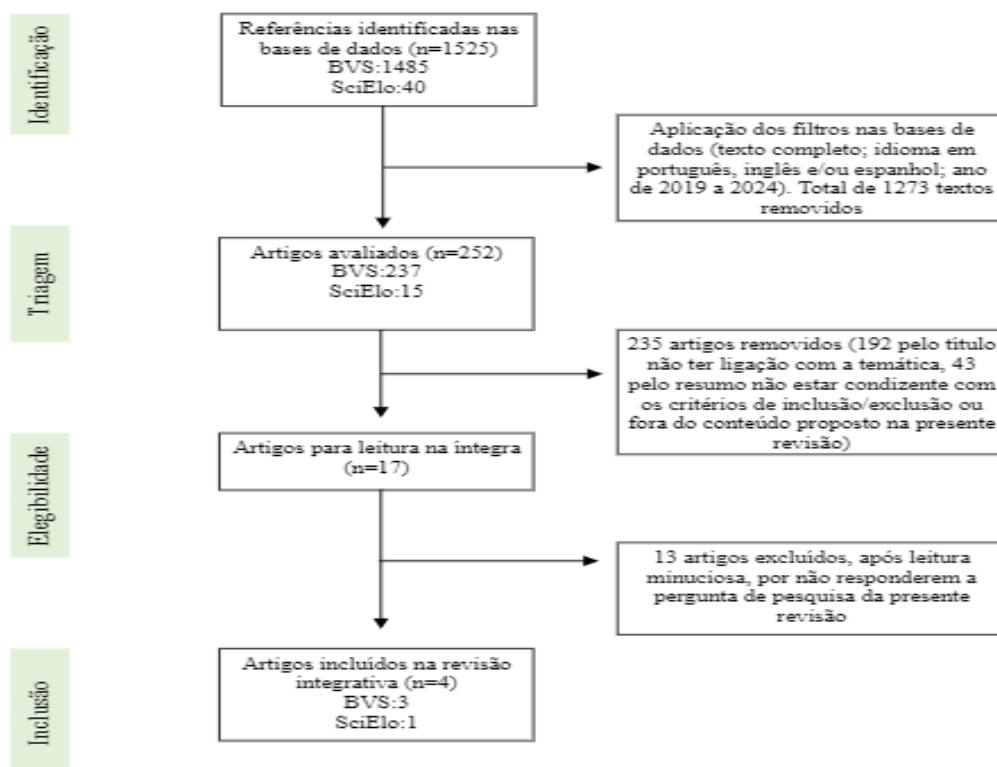 Identificação
Referências identificadas nas
bases de dados (n=1525)
BVS:1485
SciElo:40
Aplicação dos filtros nas bases de
dados (texto completo; idioma em
português, inglês e/ou espanhol; ano
de 2019 a 2024). Total de 1273 textos
removidos
Triagem
Artigos avaliados (n=252)
BVS:237
SciElo:15
235 artigos removidos (192 pelo título
não ter ligação com a temática, 43
pelo resumo não estar condizente com
os critérios de inclusão/exclusão ou
fora do conteúdo proposto na presente
revisão)
Elegibilidade
Artigos para leitura na íntegra
(n=17)
13 artigos excluídos, após leitura
minuciosa, por não responderem a
pergunta de pesquisa da presente
revisão
Inclusão
Artigos incluídos na revisão
integrativa (n=4)
BVS:3
SciElo:1